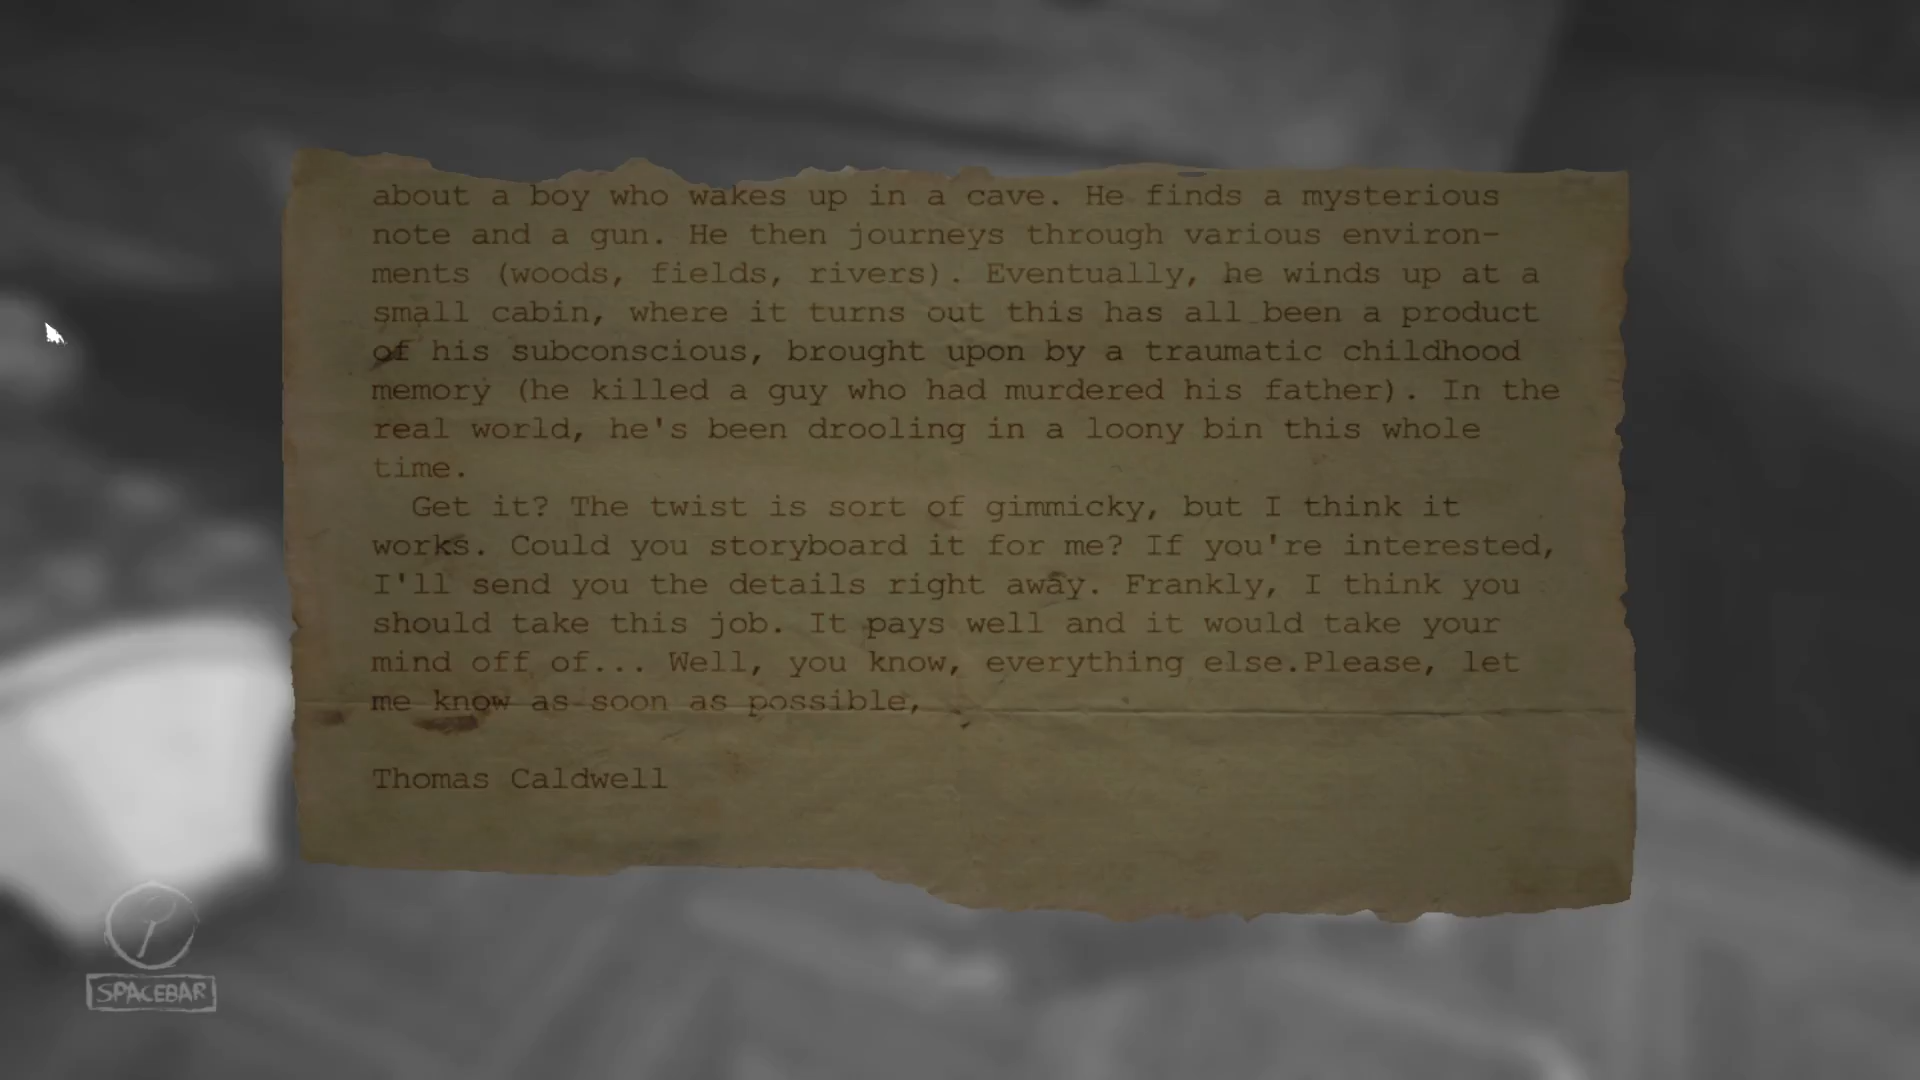 about a boy who wakes up in a cave. He finds a mysterious
note and a gun. He then journeys through various environ-
ments (woods, fields, rivers). Eventually, he winds up at a
small cabin, where it turns out this has all been a product
of his subconscious, brought upon by a traumatic childhood
memory (he killed a guy who had murdered his father). In the
real world, he's been drooling in a loony bin this whole
time.
Get it? The twist is sort of gimmicky, but I think it
works. Could you storyboard it for me? If you're interested,
I'll send you the details right away. Frankly, I think you
should take this job. It pays well and it would take your
mind off of... Well, you know, everything else.Please, let
me know as soon as possible,
Thomas Caldwell
SPACEBAR